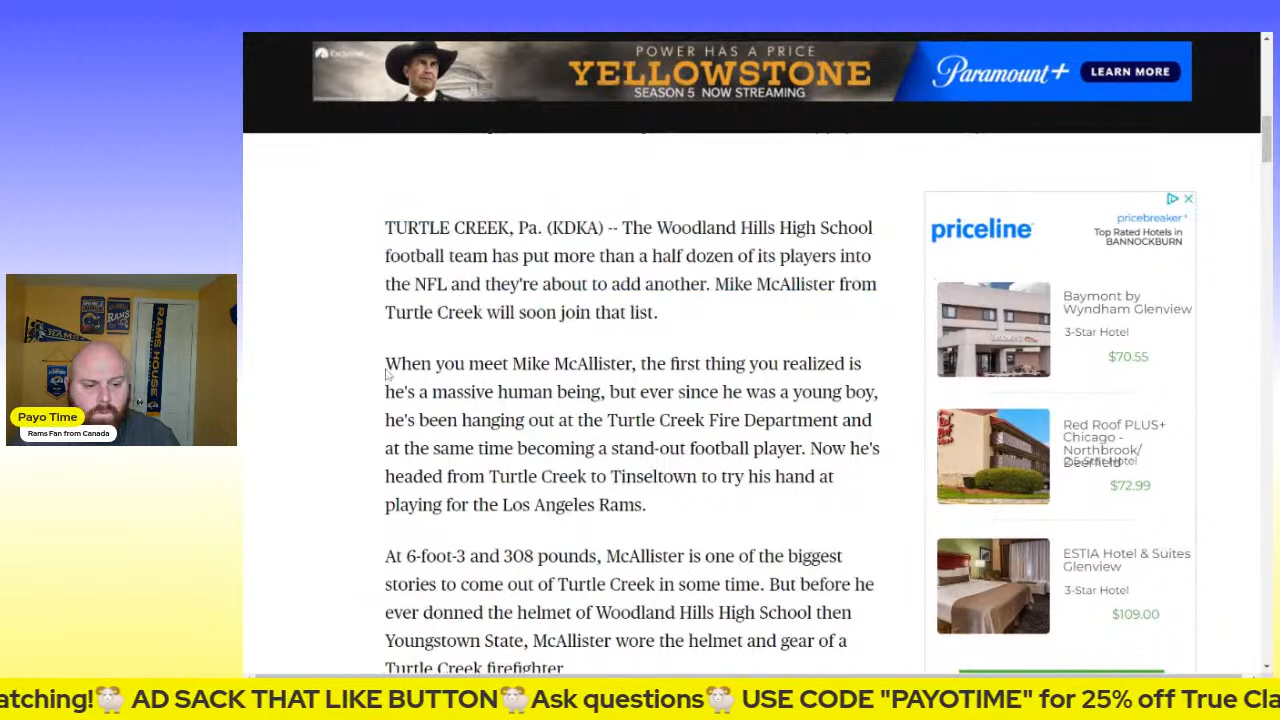 POWER HAS A PRICE
YELLOWSTONE
SEASON 5 NOW STREAMING
Paramount+
LEARN MORE
TURTLE CREEK, Pa. (KDKA) -- The Woodland Hills High School
football team has put more than a half dozen of its players into
the NFL and they're about to add another. Mike McAllister from
Turtle Creek will soon join that list.
When you meet Mike McAllister, the first thing you realized is
he's a massive human being, but ever since he was a young boy,
he's been hanging out at the Turtle Creek Fire Department and
at the same time becoming a stand-out football player. Now he's
headed from Turtle Creek to Tinseltown to try his hand at
playing for the Los Angeles Rams.
At 6-foot-3 and 308 pounds, McAllister is one of the biggest
stories to come out of Turtle Creek in some time. But before he
ever donned the helmet of Woodland Hills High School then
Youngstown State, McAllister wore the helmet and gear of a
Turtle Creek firefighter
priceline
pricebreaker
Top Rated Hotels in
BANNOCKBURN
Baymont by
Wyndham Glenview
3-Star Hotel
$70.55
Red Roof PLUS+
Chicago -
Northbrook/
Deerfield
$72.99
ESTIA Hotel & Suites
Glenview
3-Star Hotel
$109.00
RAMS
RAMS
RAMS HOUSE
Payo Time
Rams Fan from Canada
atching!🐏 AD SACK THAT LIKE BUTTON🐏Ask questions🐏 USE CODE "PAYOTIME" for 25% off True Cla